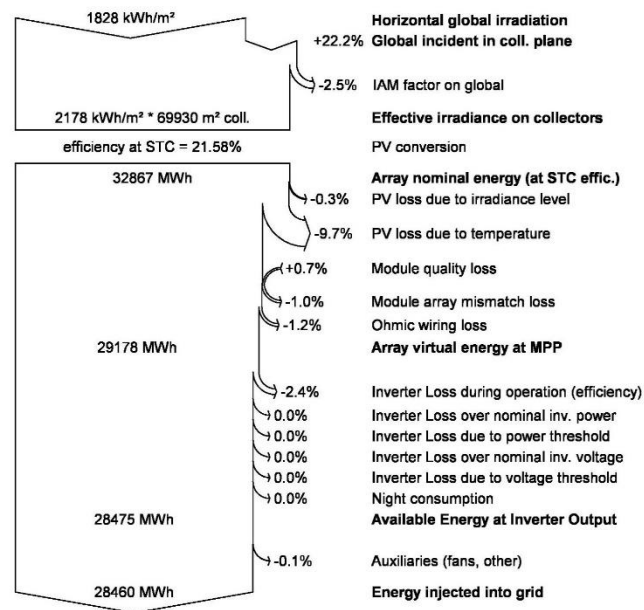 1828 kWh/m² Horizontal global irradiation
+22.2% Global incident in coll. plane
-2.5% IAM factor on global
2178 kWh/m² * 69930 m² coll. Effective irradiance on collectors
efficiency at STC = 21.58% PV conversion
32867 MWh Array nominal energy (at STC effic.)
-0.3% PV loss due to irradiance level
-9.7% PV loss due to temperature
+0.7% Module quality loss
-1.0% Module array mismatch loss
-1.2% Ohmic wiring loss
29178 MWh Array virtual energy at MPP
-2.4% Inverter Loss during operation (efficiency)
0.0% Inverter Loss over nominal inv. power
0.0% Inverter Loss due to power threshold
0.0% Inverter Loss over nominal inv. voltage
0.0% Inverter Loss due to voltage threshold
0.0% Night consumption
28475 MWh Available Energy at Inverter Output
-0.1% Auxiliaries (fans, other)
28460 MWh Energy injected into grid